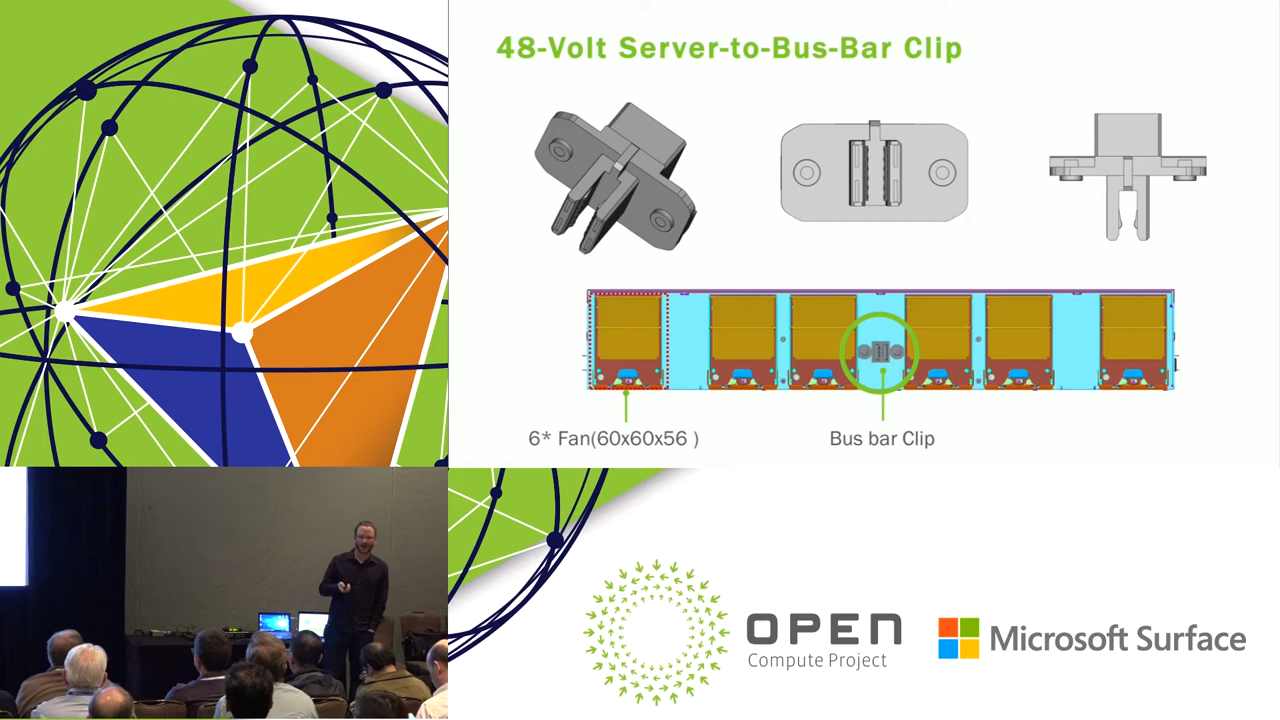 48-Volt Server-to-Bus-Bar Clip
6* Fan(60x60x56 )
Bus bar Clip
OPEN
Compute Project
Microsoft Surface